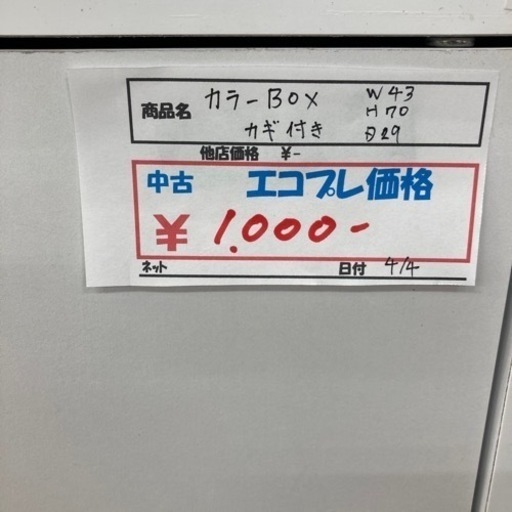 商品名 カラーBOX W43
カギ付き H70
D29
他店価格 ¥-
中古 エコプレ価格
¥ 1.000-
ネット 日付 4/4